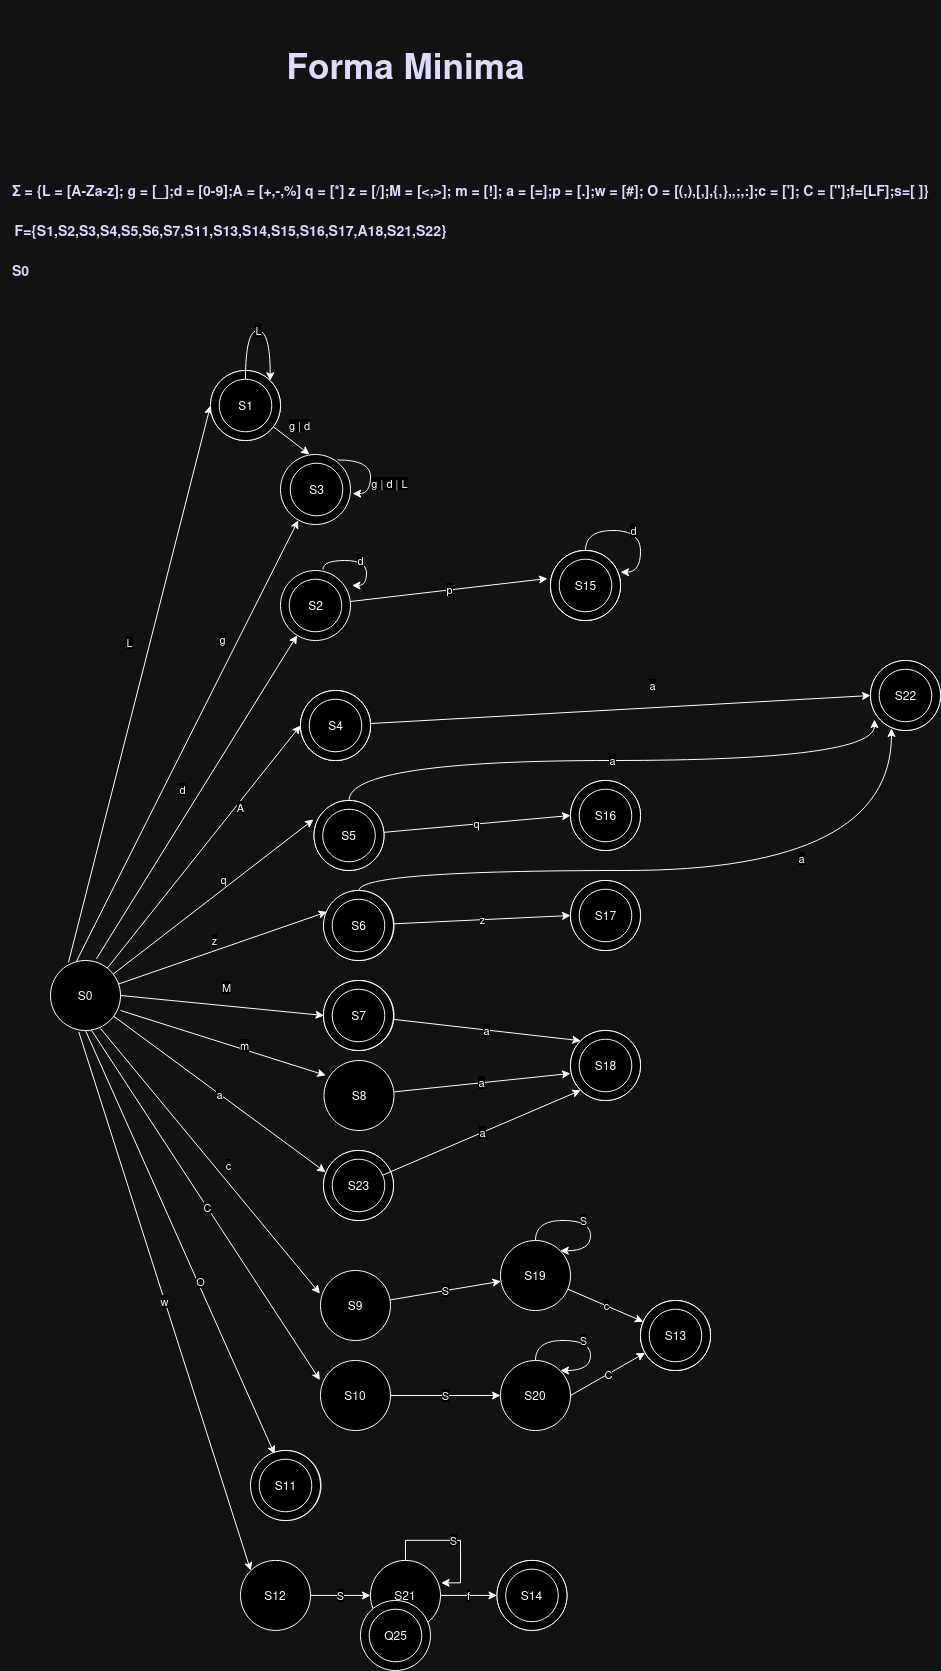 Forma Minima
Σ = {L = [A-Za-z]; g = [_];d = [0-9];A = [+,-,%] q = [*] z = [/];M = [<,>]; m = [!]; a = [=];p = [.];w = [#]; O = [(,),[,],{,},,;,:];c = [']; C = ["];f=[LF];s=[ ]}
F={S1,S2,S3,S4,S5,S6,S7,S11,S13,S14,S15,S16,S17,A18,S21,S22}
S0
L
S1
g | d
S3
g | d | L
d
S15
d
S2
p
L
g
a
S22
S4
a
d
A
S16
q
S5
a
q
S17
z
S6
z
M
S0
S7
a
m
S8
a
S18
a
a
c
S23
C
S
S19
O
S
c
w
S9
S13
S
C
S10
S
S20
S11
S
S12
S
S21
f
S14
Q25